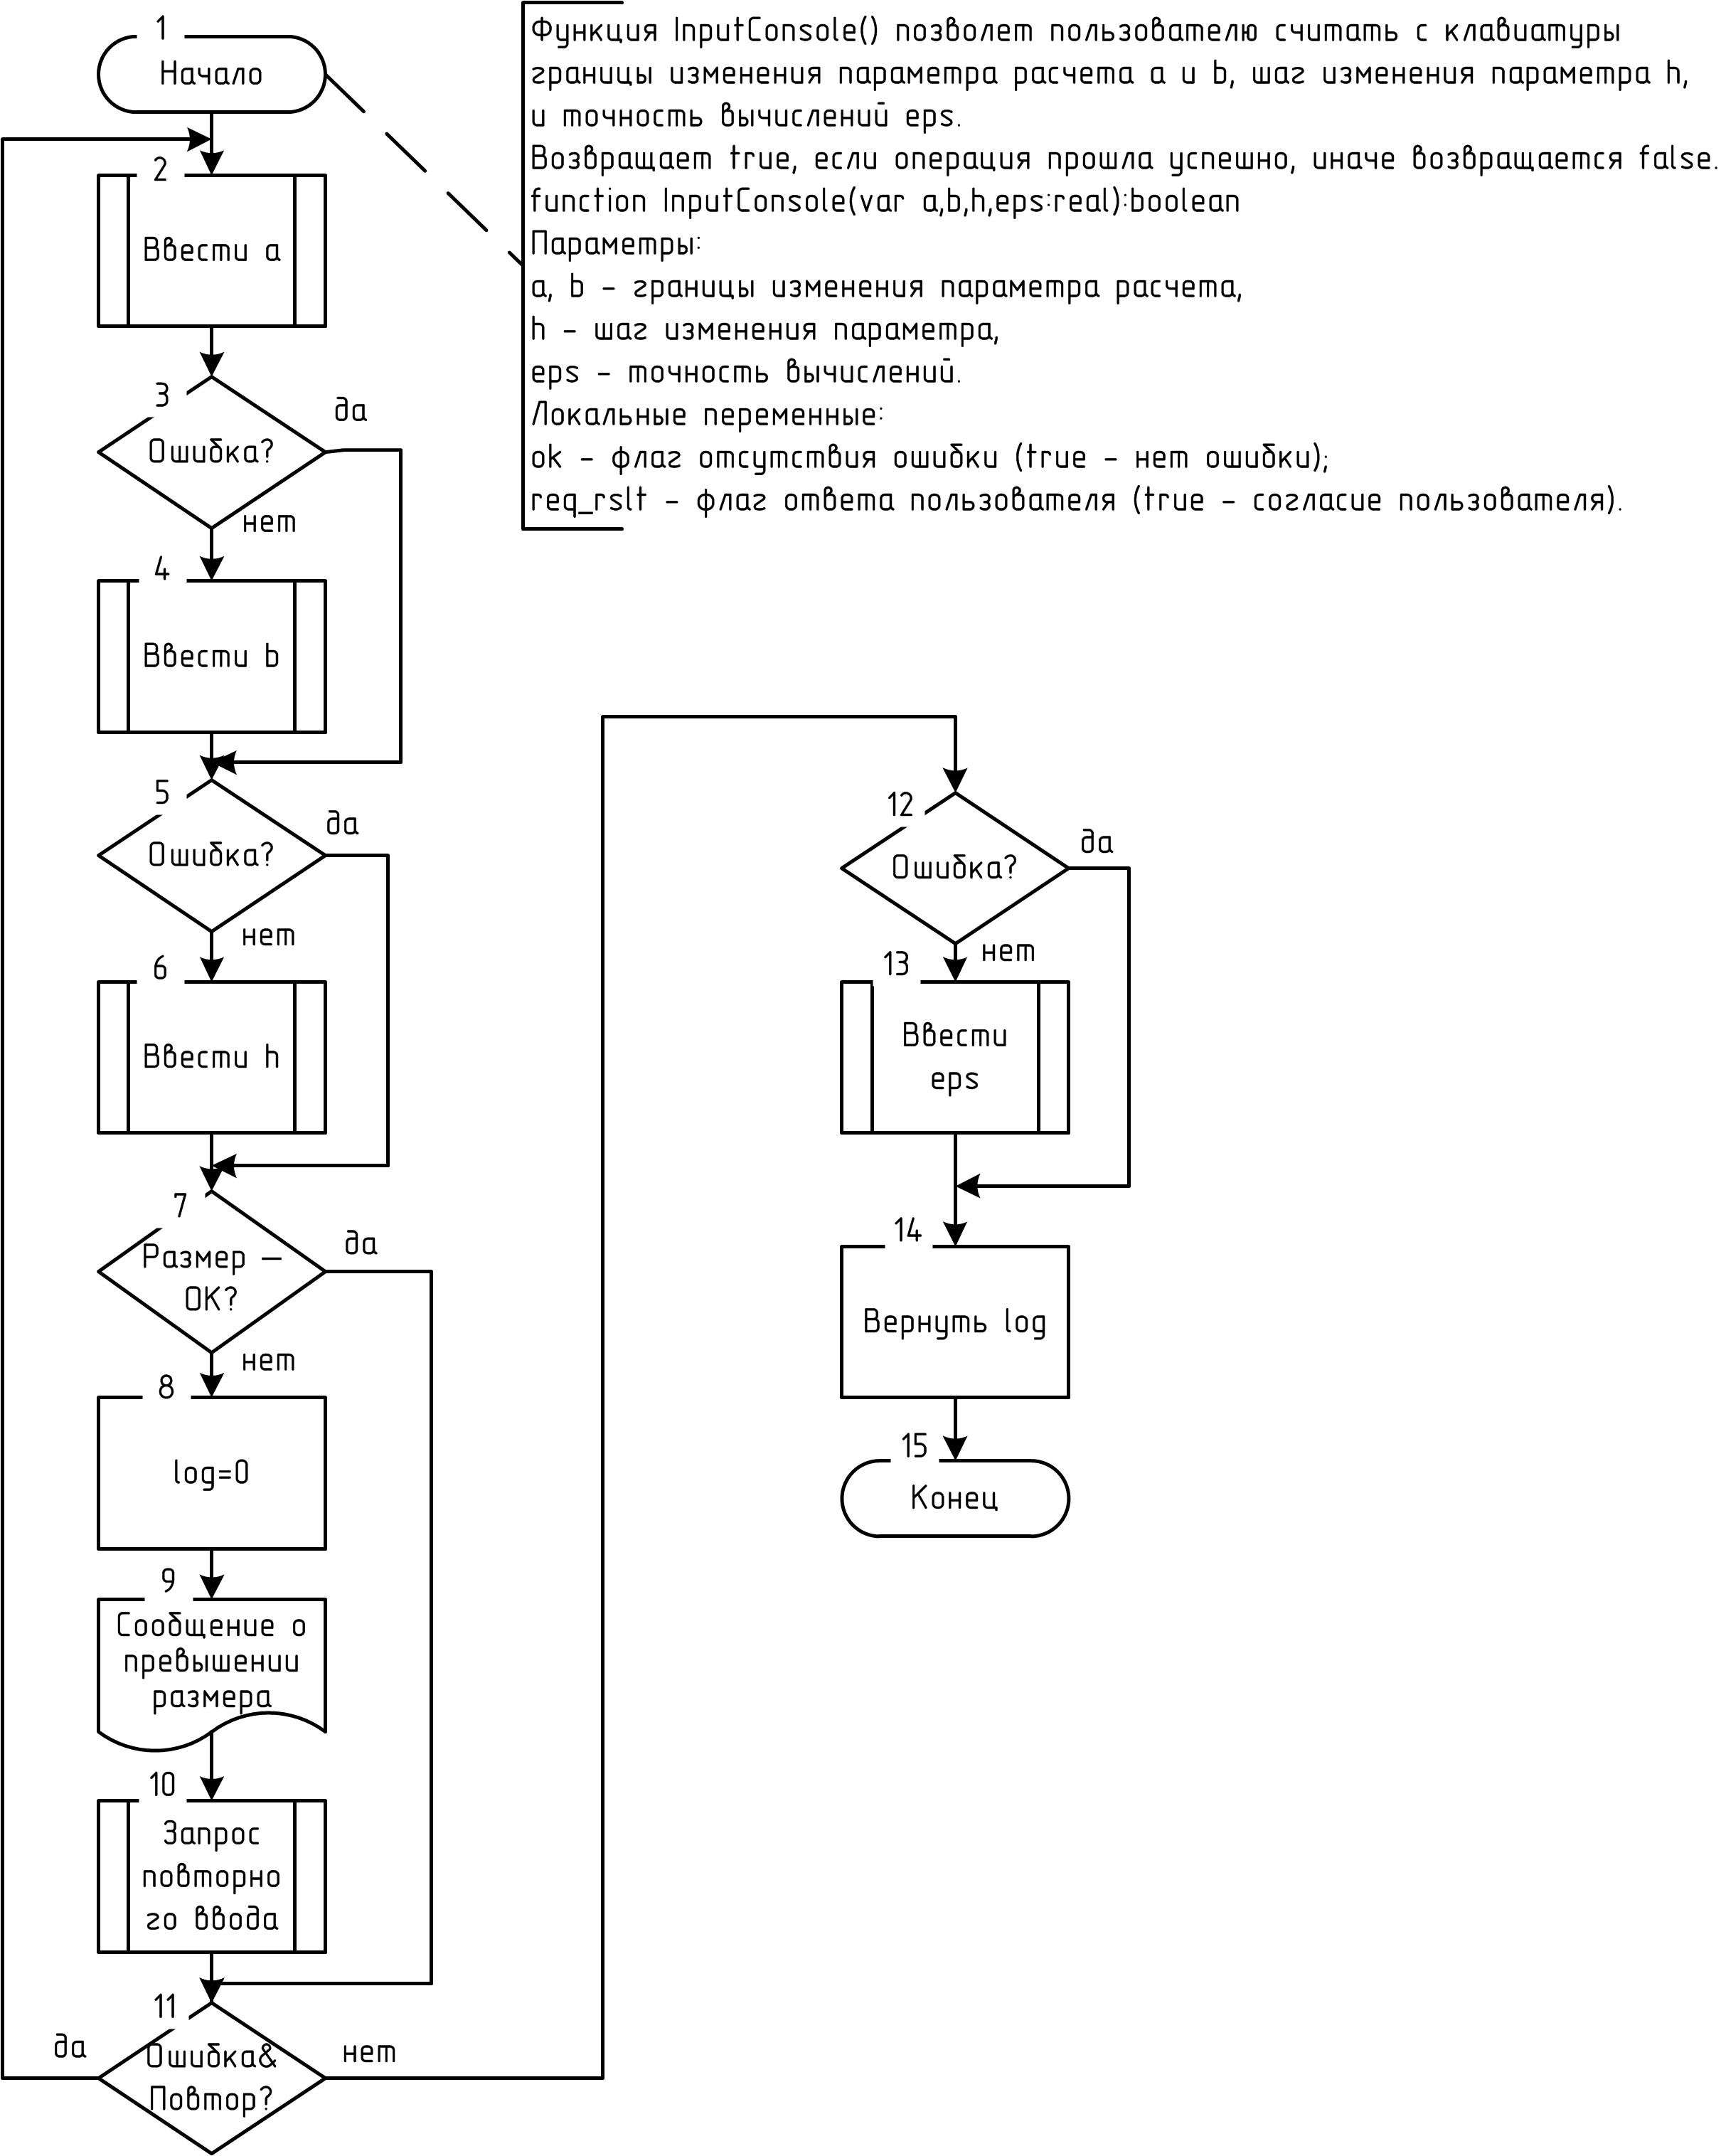 1
Начало
Функция InputConsole() позволет пользователю считать с клавиатуры
границы изменения параметра расчета a и b, шаг изменения параметра h,
и точность вычислений eps.
Возвращает true, если операция прошла успешно, иначе возвращается false.
function InputConsole(var a,b,h,eps:real):boolean
Параметры:
a, b – границы изменения параметра расчета,
h – шаг изменения параметра,
eps – точность вычислений.
Локальные переменные:
ok – флаг отсутствия ошибки (true – нет ошибки);
req_rslt – флаг ответа пользователя (true – согласие пользователя).
2
Ввести a
3
да
Ошибка?
нет
4
Ввести b
5
да
Ошибка?
нет
6
Ввести h
7
да
Размер –
OK?
нет
8
log=0
9
Сообщение о
превышении
размера
10
Запрос
повторно
го ввода
11
да
Ошибка&
Повтор?
нет
12
да
Ошибка?
нет
13
Ввести
eps
14
Вернуть log
15
Конец